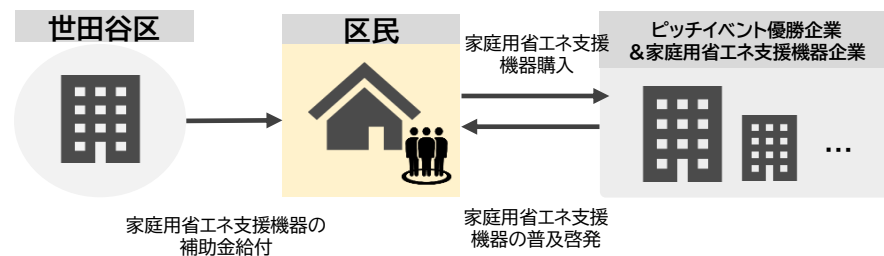 世田谷区
区民
家庭用省エネ支援
機器購入
ピッチイベント優勝企業
&家庭用省エネ支援機器企業
…
家庭用省エネ支援機器の
補助金給付
家庭用省エネ支援
機器の普及啓発